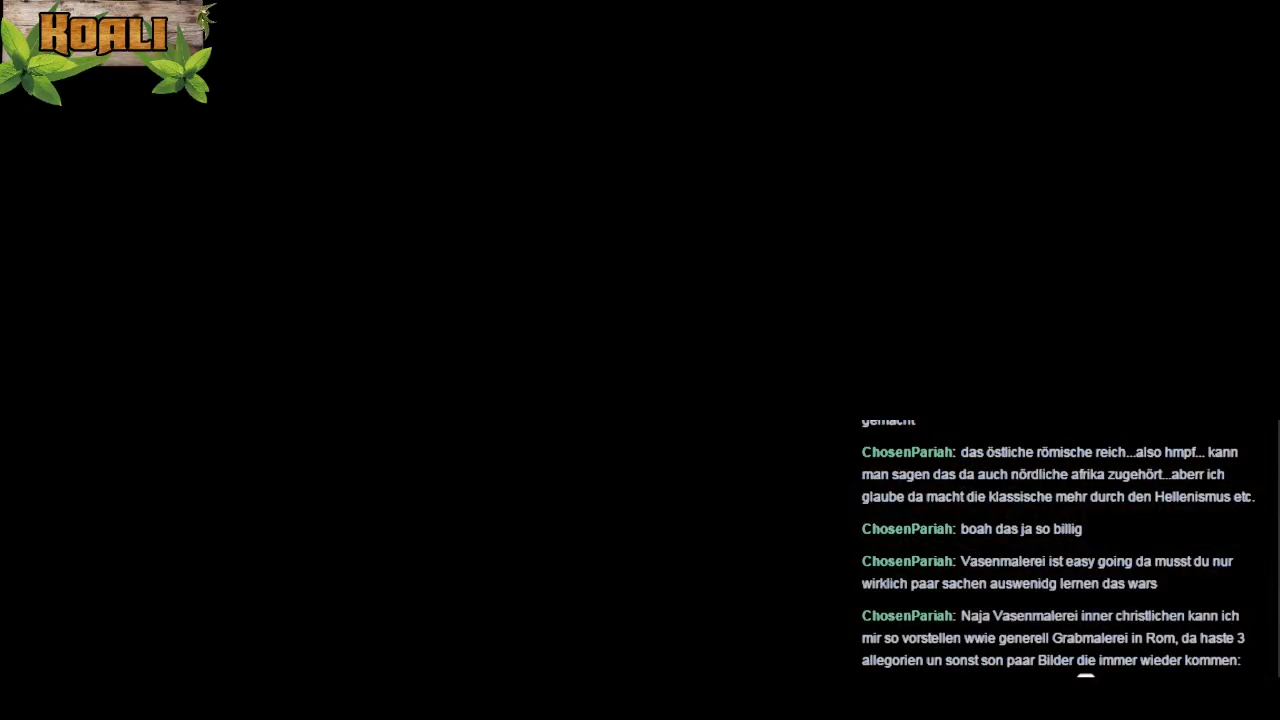 KOALI
gemacht
ChosenPariah: das östliche römische reich...also hmpf... kann
man sagen das da auch nördliche afrika zugehört...aberr ich
glaube da macht die klassische mehr durch den Hellenismus etc.
ChosenPariah: boah das ja so billig
ChosenPariah: Vasenmalerei ist easy going da musst du nur
wirklich paar sachen auswenidg lernen das wars
ChosenPariah: Naja Vasenmalerei inner christlichen kann ich
mir so vorstellen wwie generell Grabmalerei in Rom, da haste 3
allegorien un sonst son paar Bilder die immer wieder kommen: